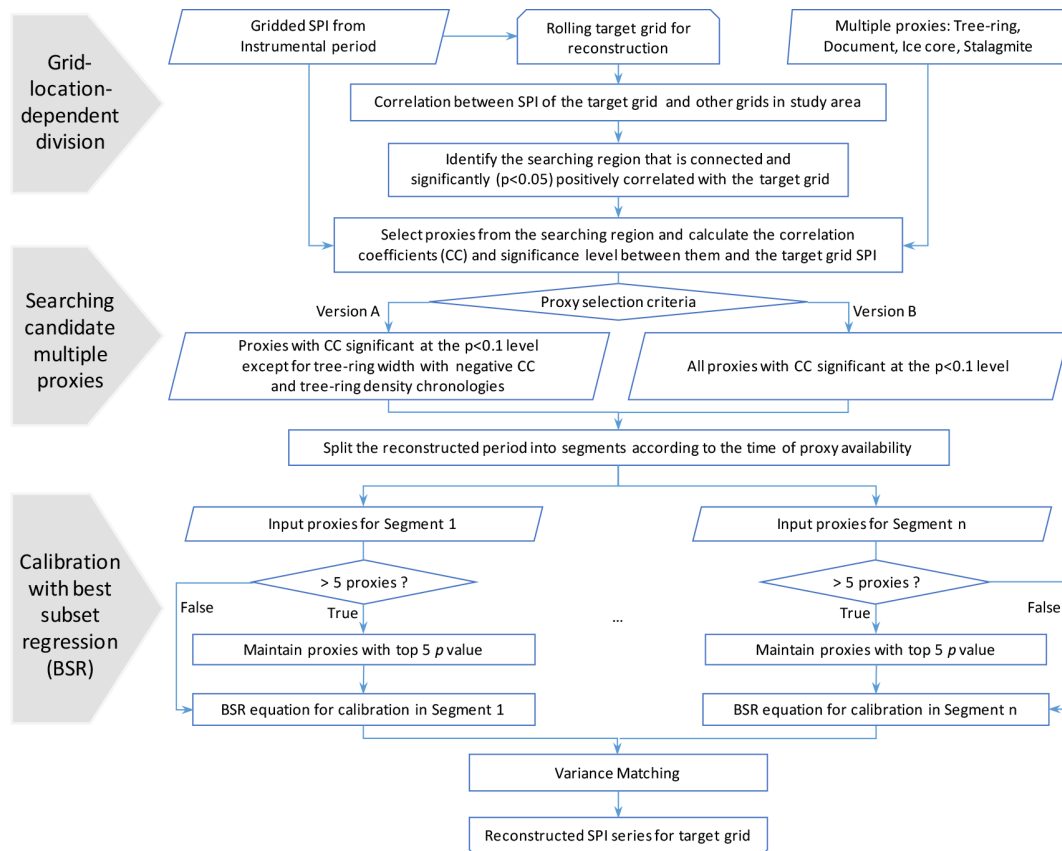 Grid-
location-
dependent
division
Gridded SPI from
Instrumental period
Rolling target grid for
reconstruction
Multiple proxies: Tree-ring,
Document, Ice core, Stalagmite
Correlation between SPI of the target grid and other grids in study area
Identify the searching region that is connected and
significantly (p<0.05) positively correlated with the target grid
Searching
candidate
multiple
proxies
Select proxies from the searching region and calculate the correlation
coefficients (CC) and significance level between them and the target grid SPI
Proxy selection criteria
Version A
Version B
Proxies with CC significant at the p<0.1 level
except for tree-ring width with negative CC
and tree-ring density chronologies
All proxies with CC significant at the p<0.1 level
Split the reconstructed period into segments according to the time of proxy availability
Calibration
with best
subset
regression
(BSR)
Input proxies for Segment 1
Input proxies for Segment n
> 5 proxies ?
> 5 proxies ?
False
True
...
True
False
Maintain proxies with top 5 p value
Maintain proxies with top 5 p value
BSR equation for calibration in Segment 1
BSR equation for calibration in Segment n
Variance Matching
Reconstructed SPI series for target grid